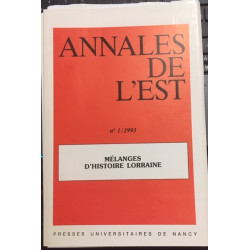 ANNALES
DE
L'EST
n° 1/1993
MÉLANGES
D'HISTOIRE LORRAINE
PRESSES UNIVERSITAIRES DE NANCY